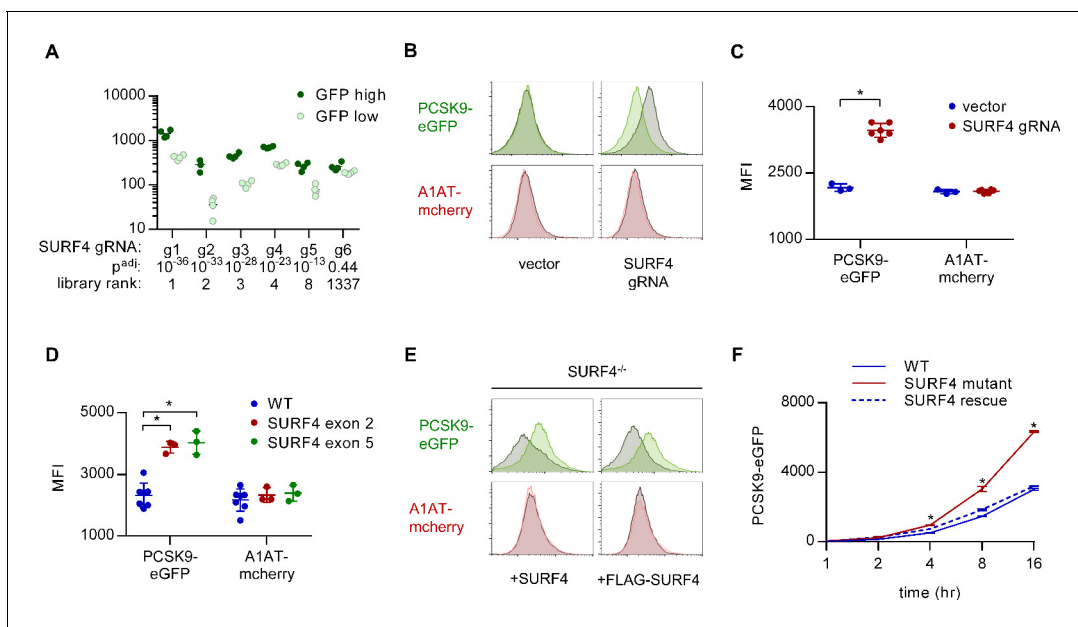 A
10000
1000
100
10
GFP high
GFP low
SURF4 gRNA: g1 g2 g3 g4 g5 g6
p^adj: 10^-36 10^-33 10^-28 10^-23 10^-13 0.44
library rank: 1 2 3 4 8 1337
B
PCSK9-
eGFP
A1AT-
mcherry
vector
SURF4
gRNA
C
MFI
4000
2500
1000
*
vector
SURF4 gRNA
PCSK9-
eGFP
A1AT-
mcherry
D
MFI
5000
3000
1000
*
*
WT
SURF4 exon 2
SURF4 exon 5
PCSK9-
eGFP
A1AT-
mcherry
E
SURF4-/-
PCSK9-
eGFP
A1AT-
mcherry
+SURF4
+FLAG-SURF4
F
WT
SURF4 mutant
SURF4 rescue
PCSK9-eGFP
8000
4000
0
* * *
1 2 4 8 16
time (hr)